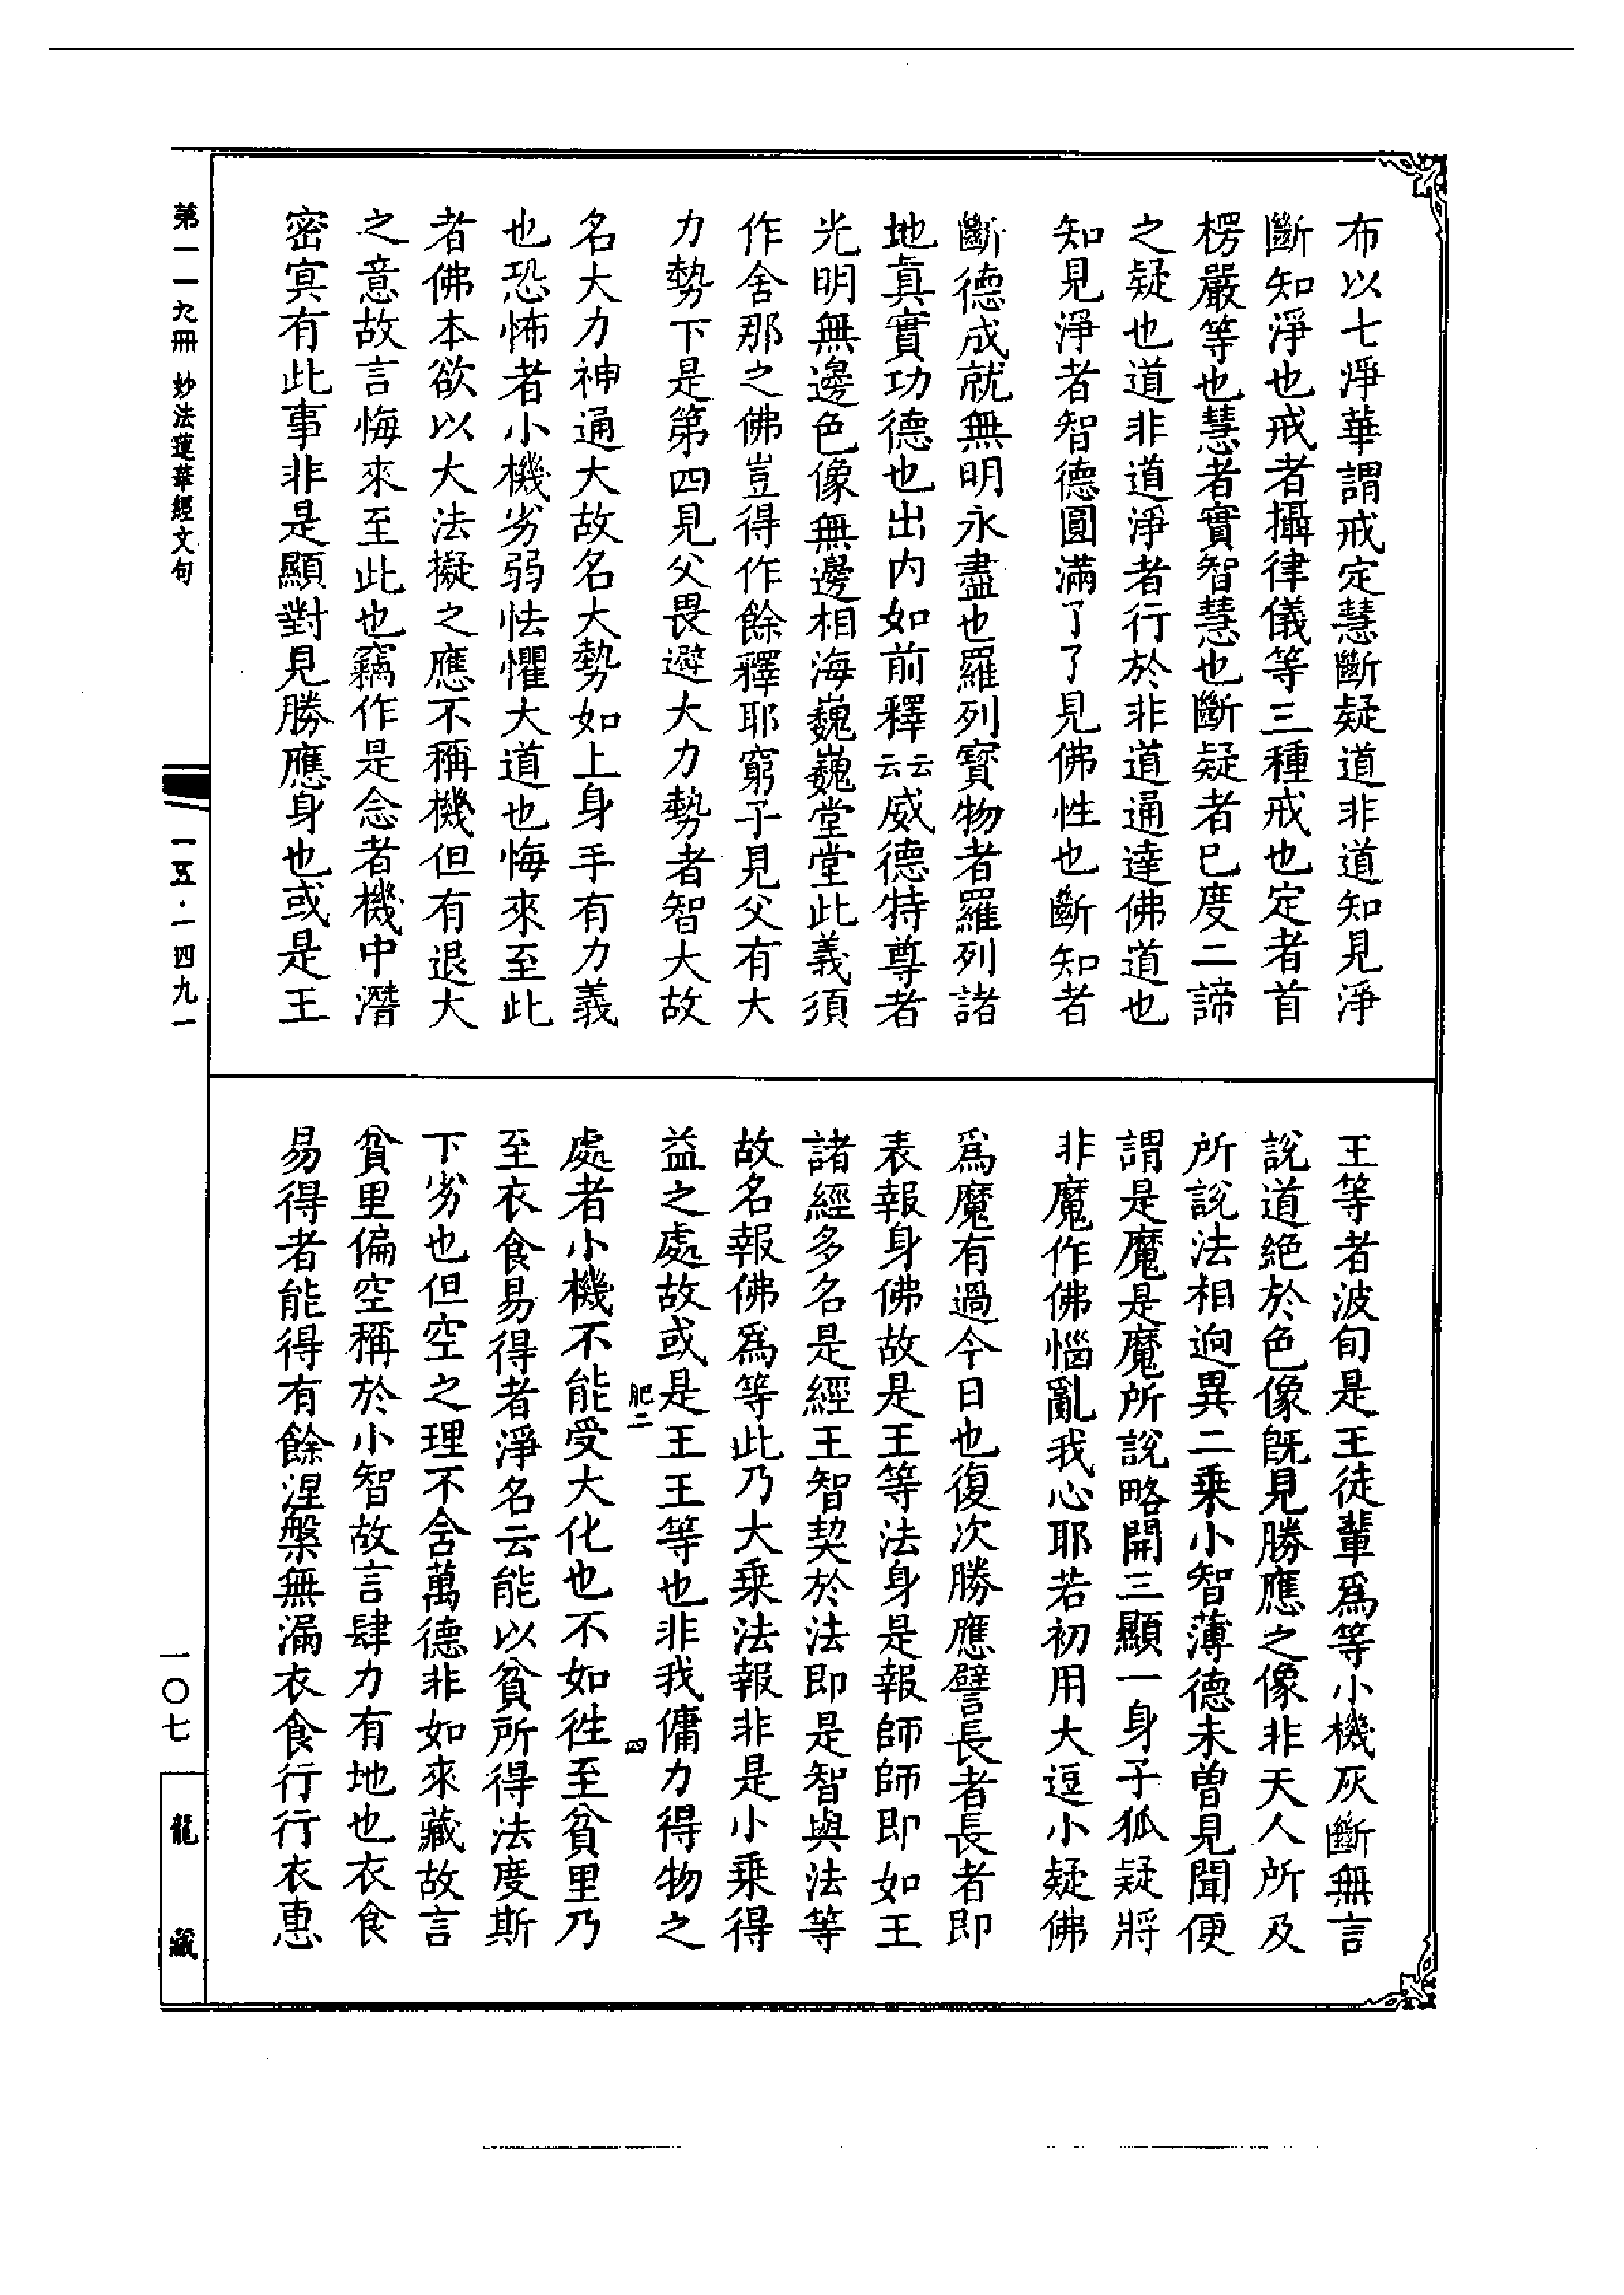 布以七淨華謂戒定慧斷疑道非道知見淨
斷知淨也戒者攝律儀等三種戒也定者首
楞嚴等也慧者實智慧也斷疑者已度二諦
之疑也道非道淨者行於非道通達佛道也
知見淨者智德圓滿了了見佛性也斷知者
斷德成就無明永盡也羅列寶物者羅列諸
地真實功德也出內如前釋云云威德特尊者
光明無邊色像無邊相海巍巍堂堂此義須
作舍那之佛豈得作餘釋耶窮子見父有大
力勢下是第四見父畏避大力勢者智大故
名大力神通大故名大勢如上身手有力義
也恐怖者小機劣弱怯懼大道也悔來至此
者佛本欲以大法擬之應不稱機但有退大
之意故言悔來至此也竊作是念者機中潛
密冥有此事非是顯對見勝應身也或是王
王等者波旬是王徒輩爲等小機灰斷無言
說道絕於色像旣見勝應之像非天人所及
所說法相逈異二乗小智薄德未曾見聞便
謂是魔是魔所說略開三顯一身子狐疑將
非魔作佛惱亂我心耶若初用大逗小疑佛
爲魔有過今日也復次勝應譬長者長者即
表報身佛故是王等法身是報師師即如王
諸經多名是經王智契於法即是智與法等
故名報佛爲等此乃大乗法報非是小乗得
益之處故或是王王等也非我傭力得物之
肥二
四
處者小機不能受大化也不如徃至貧里乃
至衣食易得者淨名云能以貧所得法度斯
下劣也但空之理不含萬德非如來藏故言
貧里偏空稱於小智故言肆力有地也衣食
易得者能得有餘涅槃無漏衣食行行衣惠
第一一九冊 妙法蓮華經文句
一五·一四九一
一〇七
龍藏